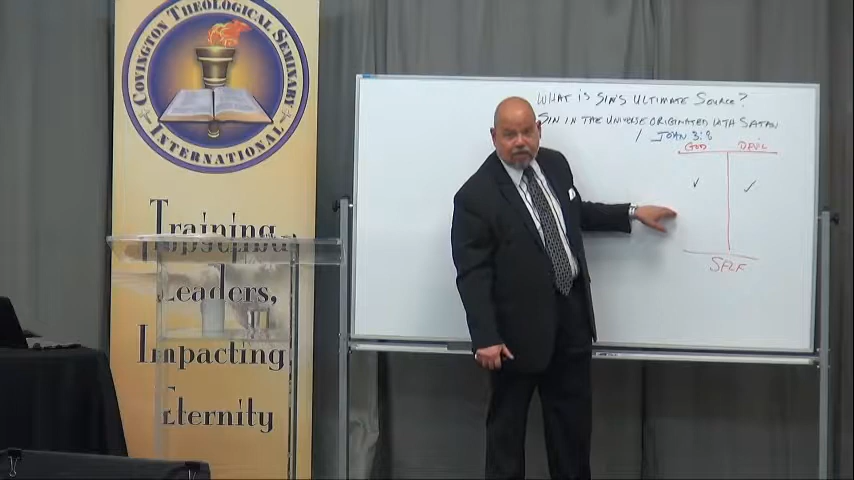 COVINGTON THEOLOGICAL SEMINARY
INTERNATIONAL
Training
Leaders,
Impacting
Eternity
WHAT IS SIN'S ULTIMATE SOURCE?
SIN IN THE UNIVERSE ORIGINATED WITH SATAN
1 JOHN 3:8
GOD DEVIL
✓ ✓
SELF